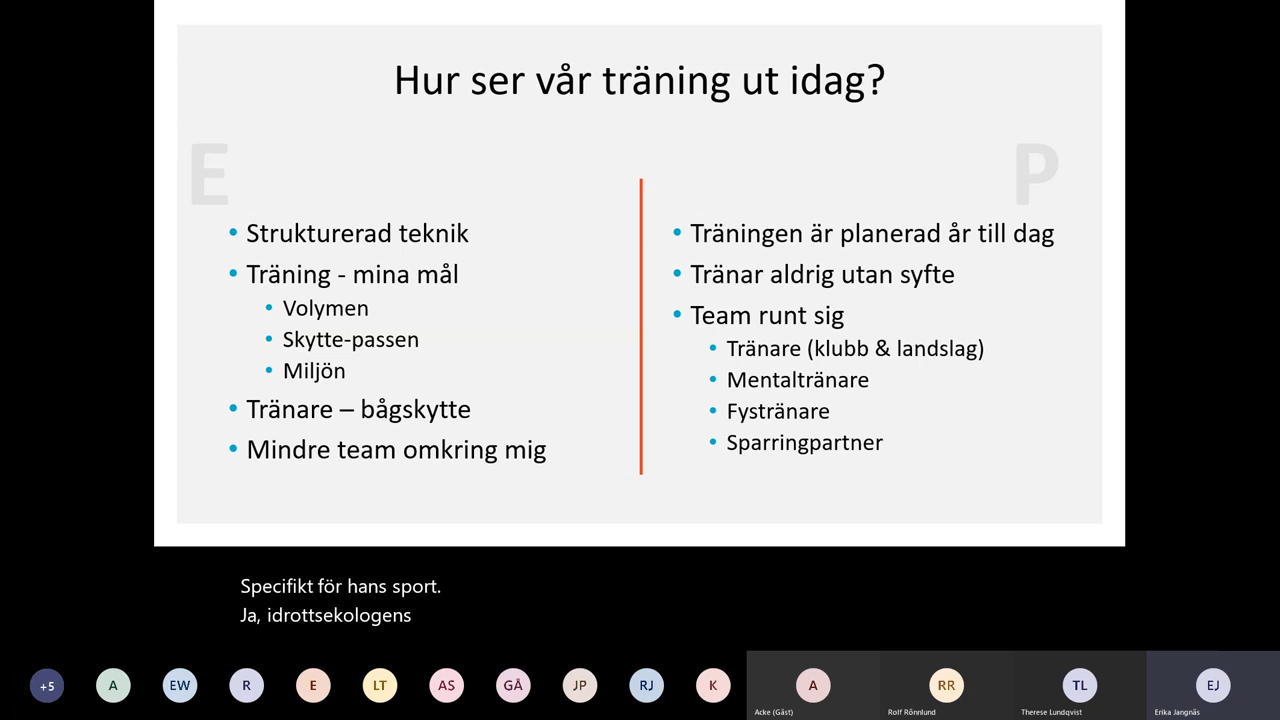 Hur ser vår träning ut idag?
E
Strukturerad teknik
Träning - mina mål
Volymen
Skytte-passen
Miljön
Tränare – bågskytte
Mindre team omkring mig
P
Träningen är planerad år till dag
Tränar aldrig utan syfte
Team runt sig
Tränare (klubb & landslag)
Mentaltränare
Fystränare
Sparringpartner
Specifikt för hans sport.
Ja, idrottsekologens
+5 A EW R E LT AS GÅ JP RJ K A RR TL EJ
Acke (Gäst) Rolf Rönnlund Therese Lundqvist Erika Jangnäs